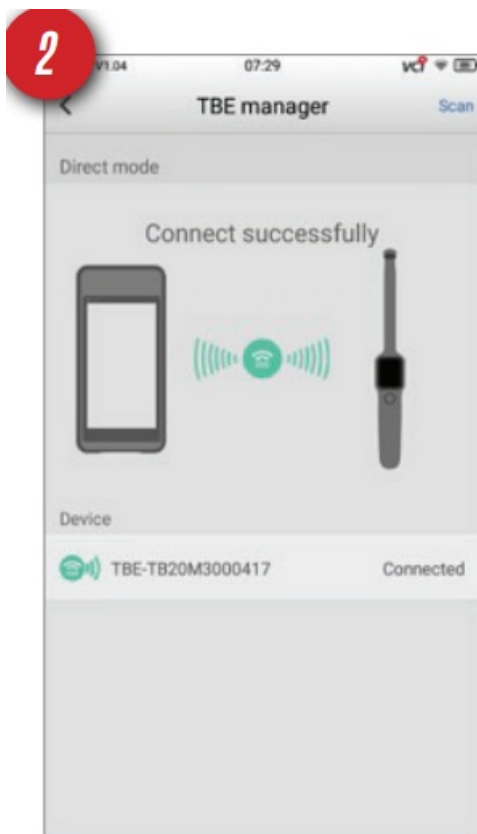 2
V1.04 07:29 VCI
TBE manager Scan
Direct mode
Connect successfully
Device
TBE-TB20M3000417 Connected